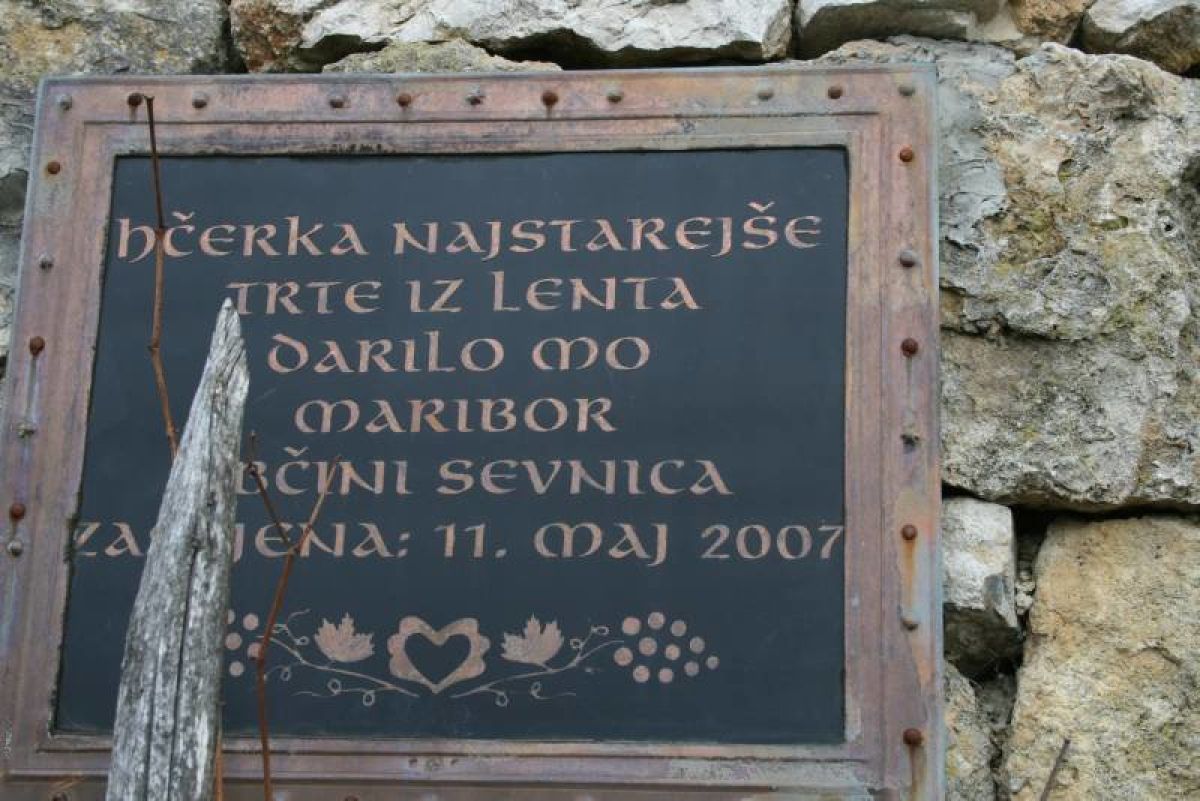 HČERKA NAJSTAREJŠE
TRTE IZ LENTA
DARILO MO
MARIBOR
SEVNICA
11. MAJ 2007